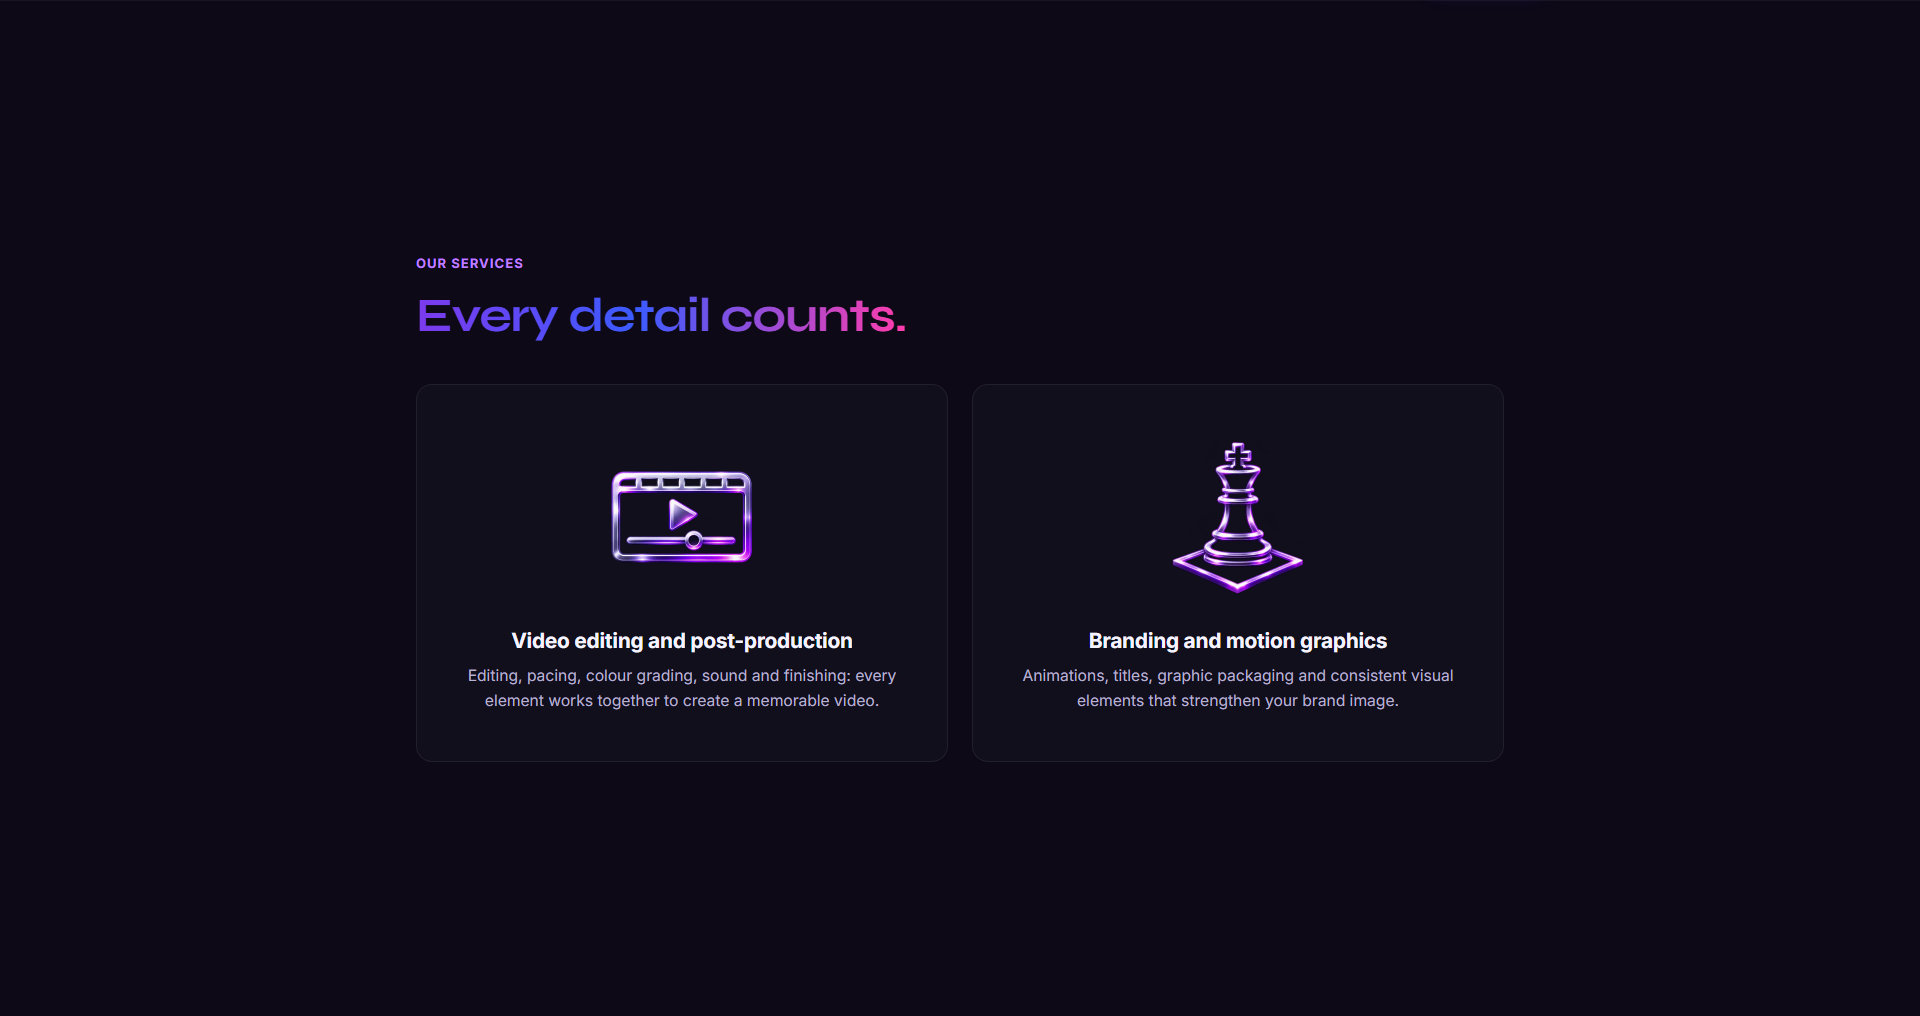 OUR SERVICES
Every detail counts.
Video editing and post-production
Editing, pacing, colour grading, sound and finishing: every
element works together to create a memorable video.
Branding and motion graphics
Animations, titles, graphic packaging and consistent visual
elements that strengthen your brand image.